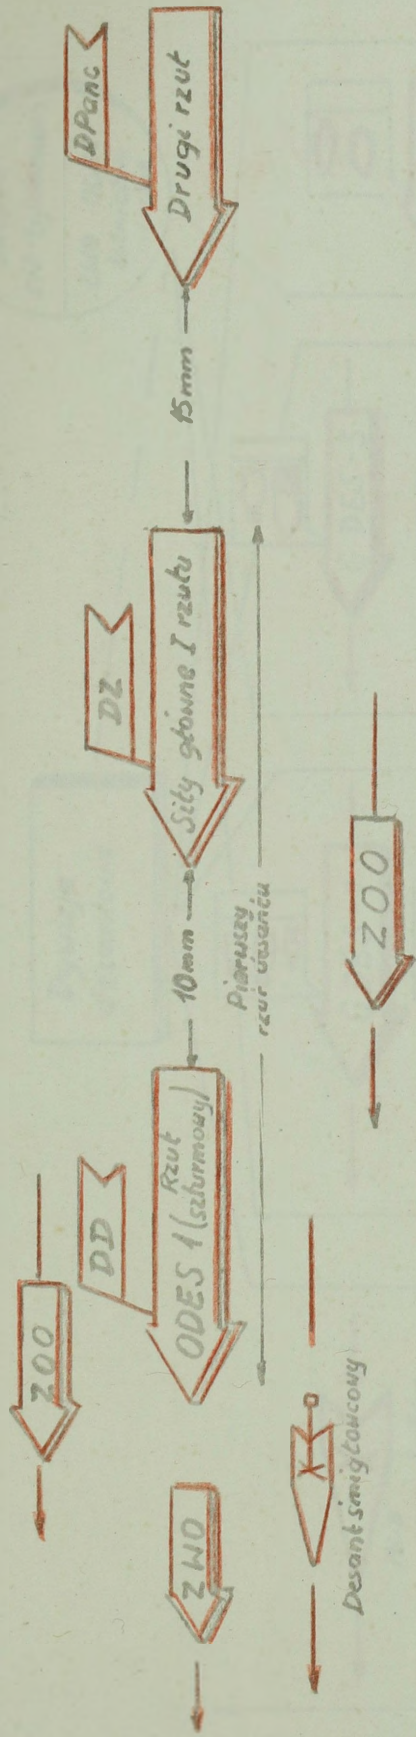 ZOO
DD
DZ
DPanc
ZWO
ODES 1 (Rzut
szturmowy)
10mm
Siły główne I rzutu
15mm
Drugi rzut
Pierwszy
rzut desantu
Desant śmigłowcowy
ZOO